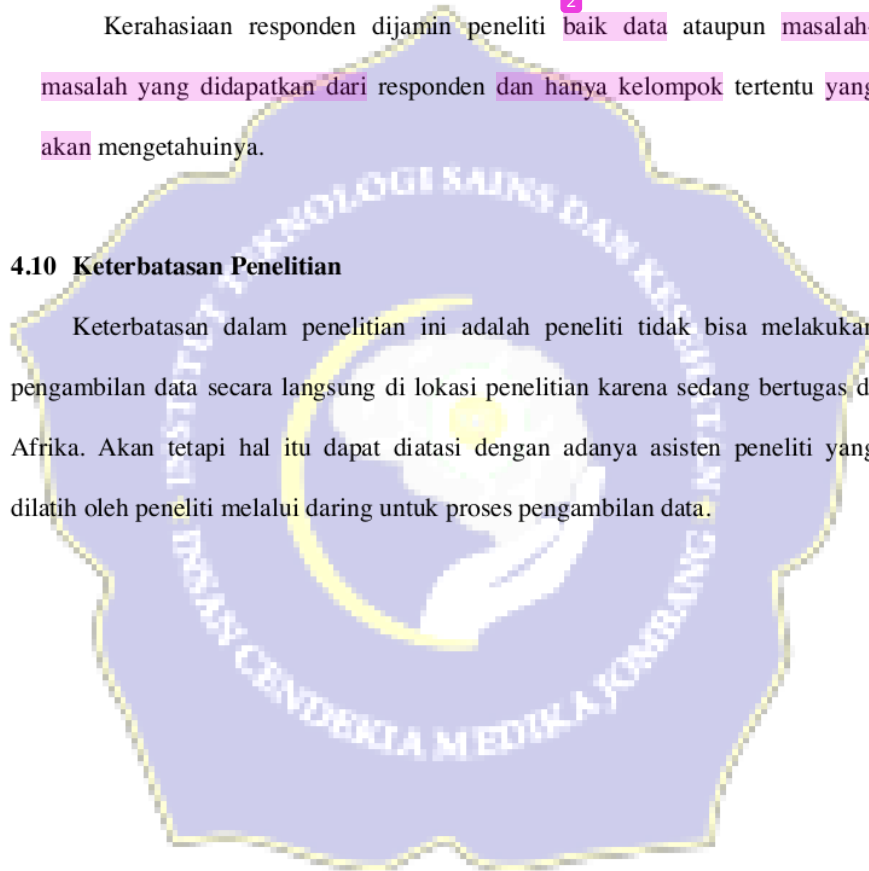 2
Kerahasiaan responden dijamin peneliti baik data ataupun masalah-
masalah yang didapatkan dari responden dan hanya kelompok tertentu yang
akan mengetahuinya.
4.10 Keterbatasan Penelitian
Keterbatasan dalam penelitian ini adalah peneliti tidak bisa melakukan
pengambilan data secara langsung di lokasi penelitian karena sedang bertugas di
Afrika. Akan tetapi hal itu dapat diatasi dengan adanya asisten peneliti yang
dilatih oleh peneliti melalui daring untuk proses pengambilan data.
INSTITUT TEKNOLOGI SAINS DAN KESEHATAN
INSAN CENDEKIA MEDIKA JOMBANG